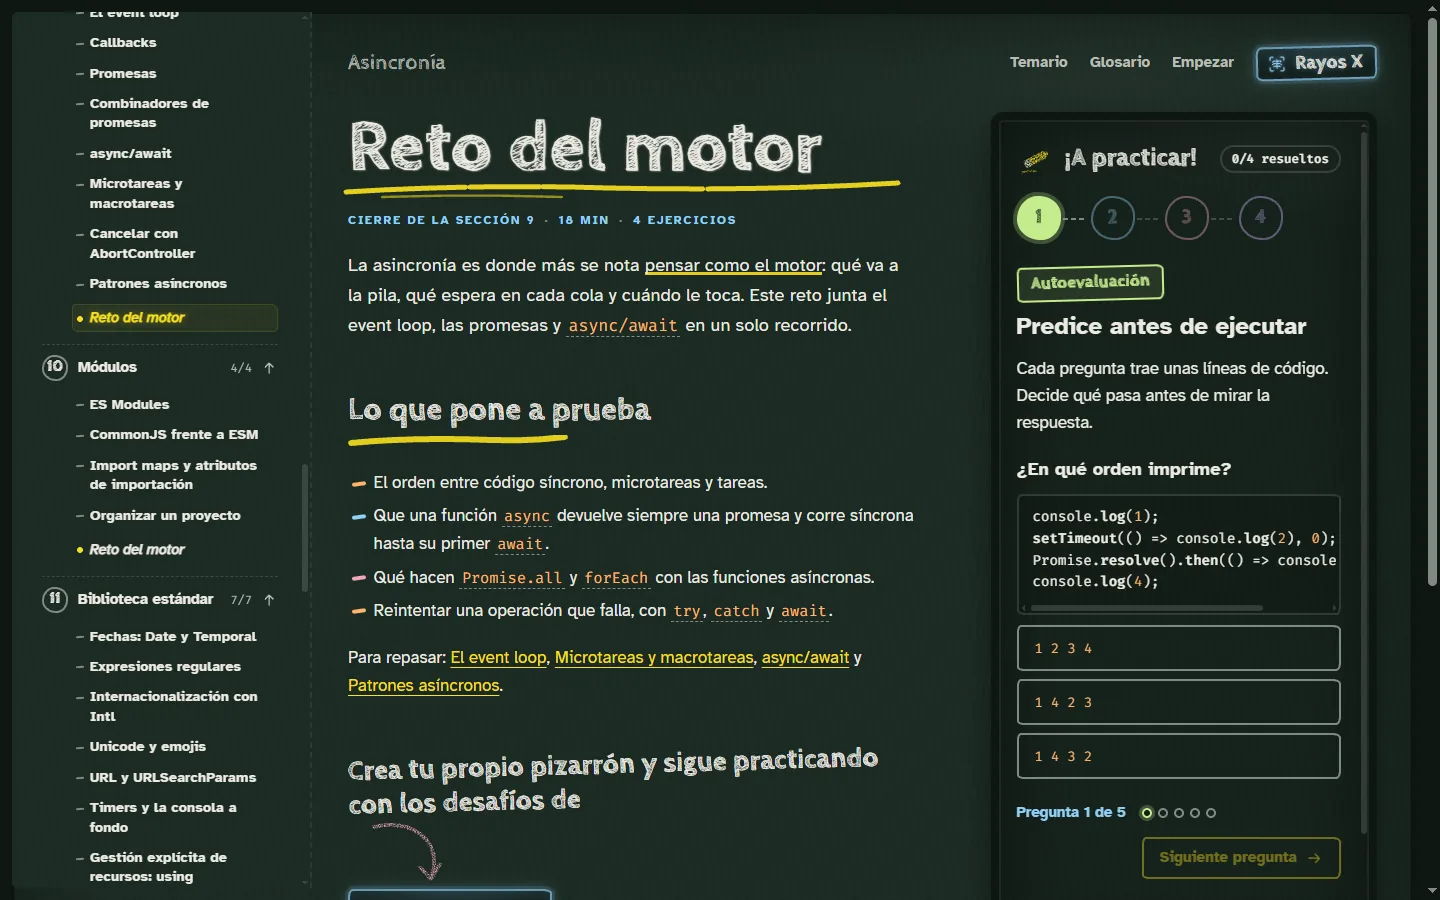 El event loop
Callbacks
Promesas
Combinadores de
promesas
async/await
Microtareas y
macrotareas
Cancelar con
AbortController
Patrones asíncronos
Reto del motor
10 Módulos 4/4
ES Modules
CommonJS frente a ESM
Import maps y atributos
de importación
Organizar un proyecto
Reto del motor
11 Biblioteca estándar 7/7
Fechas: Date y Temporal
Expresiones regulares
Internacionalización con
Intl
Unicode y emojis
URL y URLSearchParams
Timers y la consola a
fondo
Gestión explícita de
recursos: using
Asincronía
Temario Glosario Empezar Rayos X
Reto del motor
CIERRE DE LA SECCIÓN 9 · 18 MIN · 4 EJERCICIOS
La asincronía es donde más se nota pensar como el motor: qué va a
la pila, qué espera en cada cola y cuándo le toca. Este reto junta el
event loop, las promesas y async/await en un solo recorrido.
Lo que pone a prueba
El orden entre código síncrono, microtareas y tareas.
Que una función async devuelve siempre una promesa y corre síncrona
hasta su primer await.
Qué hacen Promise.all y forEach con las funciones asíncronas.
Reintentar una operación que falla, con try, catch y await.
Para repasar: El event loop, Microtareas y macrotareas, async/await y
Patrones asíncronos.
Crea tu propio pizarrón y sigue practicando
con los desafíos de
¡A practicar! 0/4 resueltos
1 2 3 4
Autoevaluación
Predice antes de ejecutar
Cada pregunta trae unas líneas de código.
Decide qué pasa antes de mirar la
respuesta.
¿En qué orden imprime?
console.log(1);
setTimeout(() => console.log(2), 0);
Promise.resolve().then(() => console
console.log(4);
1 2 3 4
1 4 2 3
1 4 3 2
Pregunta 1 de 5
Siguiente pregunta →